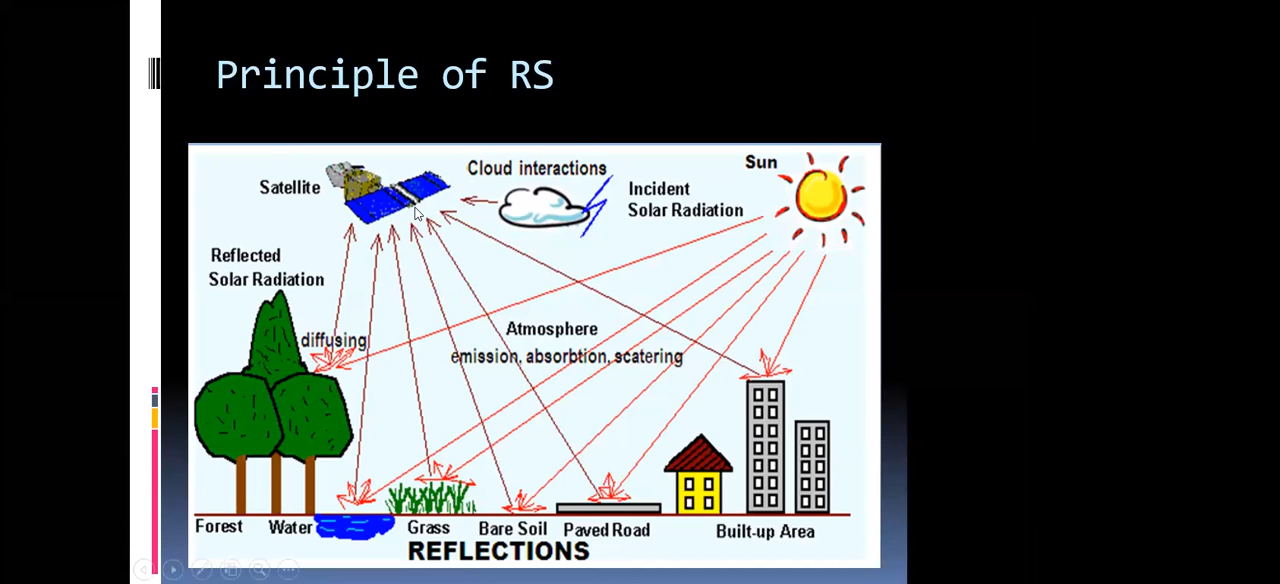 Principle of RS
Cloud interactions
Sun
Satellite
Incident
Solar Radiation
Reflected
Solar Radiation
diffusing
Atmosphere
emission, absorbtion, scatering
Forest
Water
Grass
Bare Soil
Paved Road
Built-up Area
REFLECTIONS